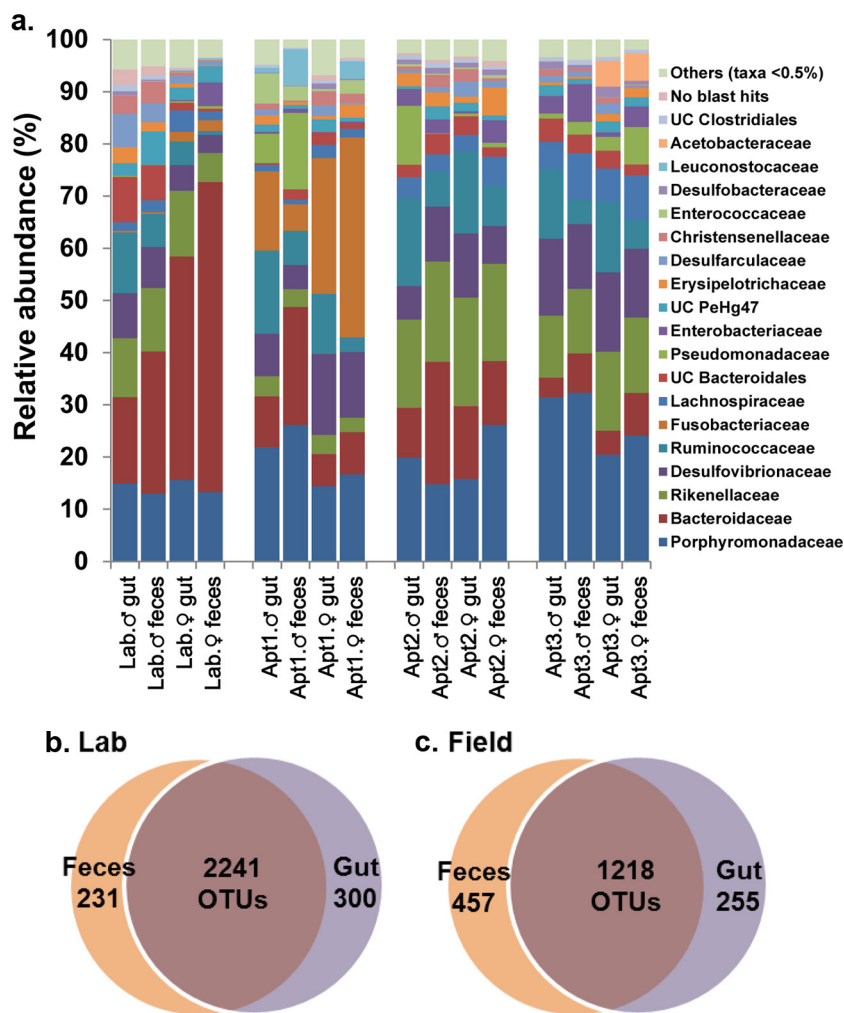 a.
Relative abundance (%)
100
90
80
70
60
50
40
30
20
10
0
Others (taxa <0.5%)
No blast hits
UC Clostridiales
Acetobacteraceae
Leuconostocaceae
Desulfobacteraceae
Enterococcaceae
Christensenellaceae
Desulfarculaceae
Erysipelotrichaceae
UC PeHg47
Enterobacteriaceae
Pseudomonadaceae
UC Bacteroidales
Lachnospiraceae
Fusobacteriaceae
Ruminococcaceae
Desulfovibrionaceae
Rikenellaceae
Bacteroidaceae
Porphyromonadaceae
Lab.♂ gut
Lab.♂ feces
Lab.♀ gut
Lab.♀ feces
Apt1.♂ gut
Apt1.♂ feces
Apt1.♀ gut
Apt1.♀ feces
Apt2.♂ gut
Apt2.♂ feces
Apt2.♀ gut
Apt2.♀ feces
Apt3.♂ gut
Apt3.♂ feces
Apt3.♀ gut
Apt3.♀ feces
b. Lab
Feces
231
2241
OTUs
Gut
300
c. Field
Feces
457
1218
OTUs
Gut
255